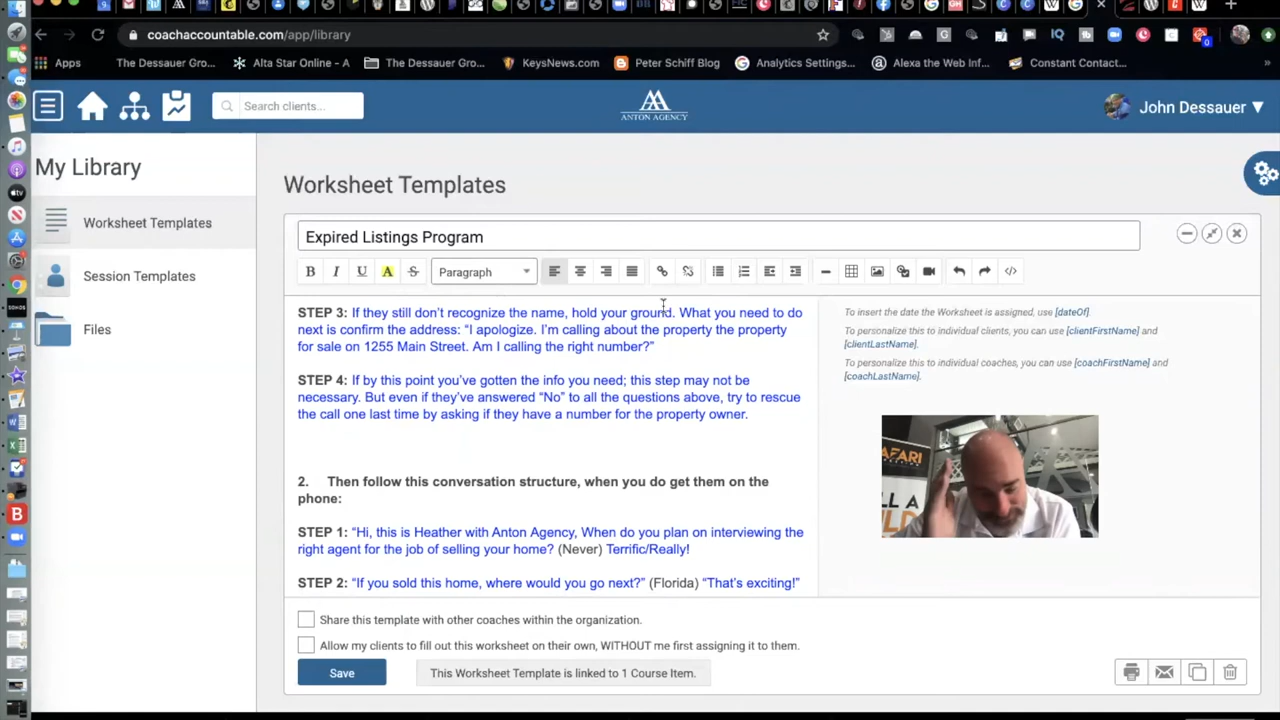 coachaccountable.com/app/library
Apps
The Dessauer Gro...
Alta Star Online - A
The Dessauer Gro...
KeysNews.com
Peter Schiff Blog
Analytics Settings...
Alexa the Web Inf...
Constant Contact...
»
Search clients...
ANTON AGENCY
John Dessauer ▼
My Library
Worksheet Templates
Session Templates
Files
Worksheet Templates
Expired Listings Program
B I U A S Paragraph
STEP 3: If they still don’t recognize the name, hold your ground. What you need to do
next is confirm the address: “I apologize. I’m calling about the property the property
for sale on 1255 Main Street. Am I calling the right number?”
STEP 4: If by this point you’ve gotten the info you need; this step may not be
necessary. But even if they’ve answered “No” to all the questions above, try to rescue
the call one last time by asking if they have a number for the property owner.
2. Then follow this conversation structure, when you do get them on the
phone:
STEP 1: “Hi, this is Heather with Anton Agency, When do you plan on interviewing the
right agent for the job of selling your home? (Never) Terrific/Really!
STEP 2: “If you sold this home, where would you go next?” (Florida) “That’s exciting!”
To insert the date the Worksheet is assigned, use [dateOf].
To personalize this to individual clients, you can use [clientFirstName] and
[clientLastName].
To personalize this to individual coaches, you can use [coachFirstName] and
[coachLastName].
AFARI
Share this template with other coaches within the organization.
Allow my clients to fill out this worksheet on their own, WITHOUT me first assigning it to them.
Save
This Worksheet Template is linked to 1 Course Item.